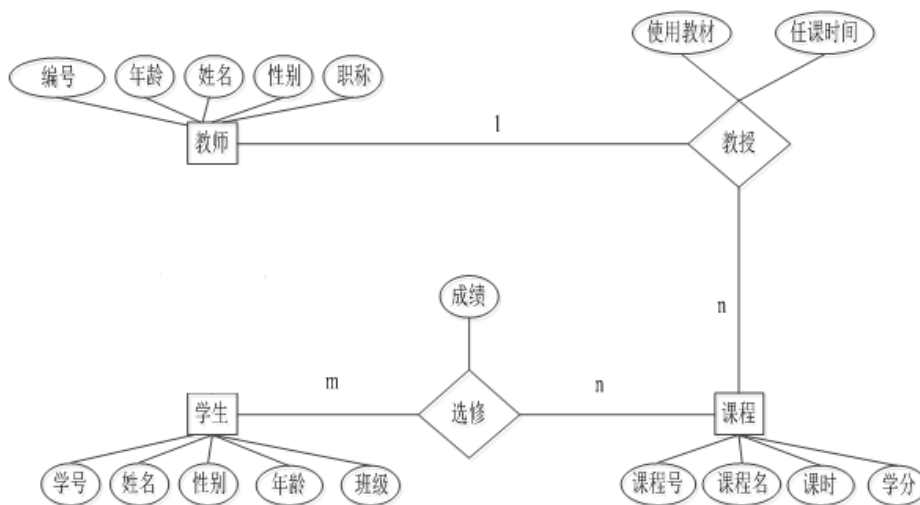 使用教材 任课时间
编号 年龄 姓名 性别 职称
教师 1 教授
n
成绩
m n
学生 选修 课程
学号 姓名 性别 年龄 班级 课程号 课程名 课时 学分